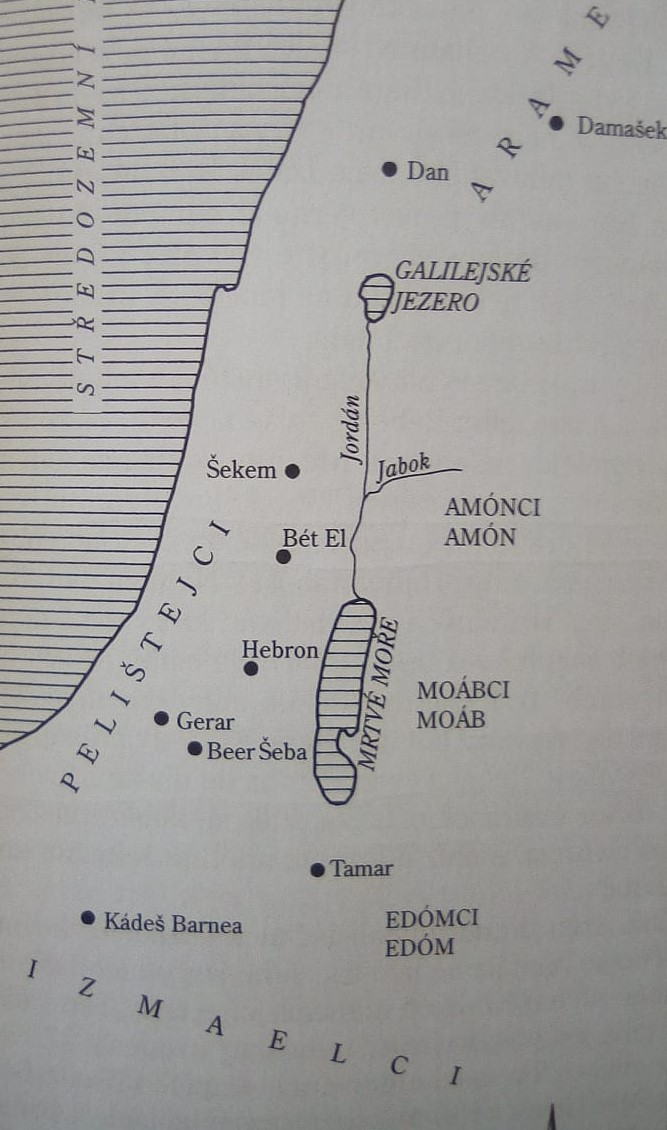 STŘEDOZEMNÍ
ARAME
Damašek
Dan
GALILEJSKÉ
JEZERO
Jordán
Šekem
Jabok
AMÓNCI
AMÓN
Bét El
PELIŠTEJCI
Hebron
MRTVÉ MOŘE
MOÁBCI
MOÁB
Gerar
Beer Šeba
Tamar
Kádeš Barnea
EDÓMCI
EDÓM
IZMAELCI